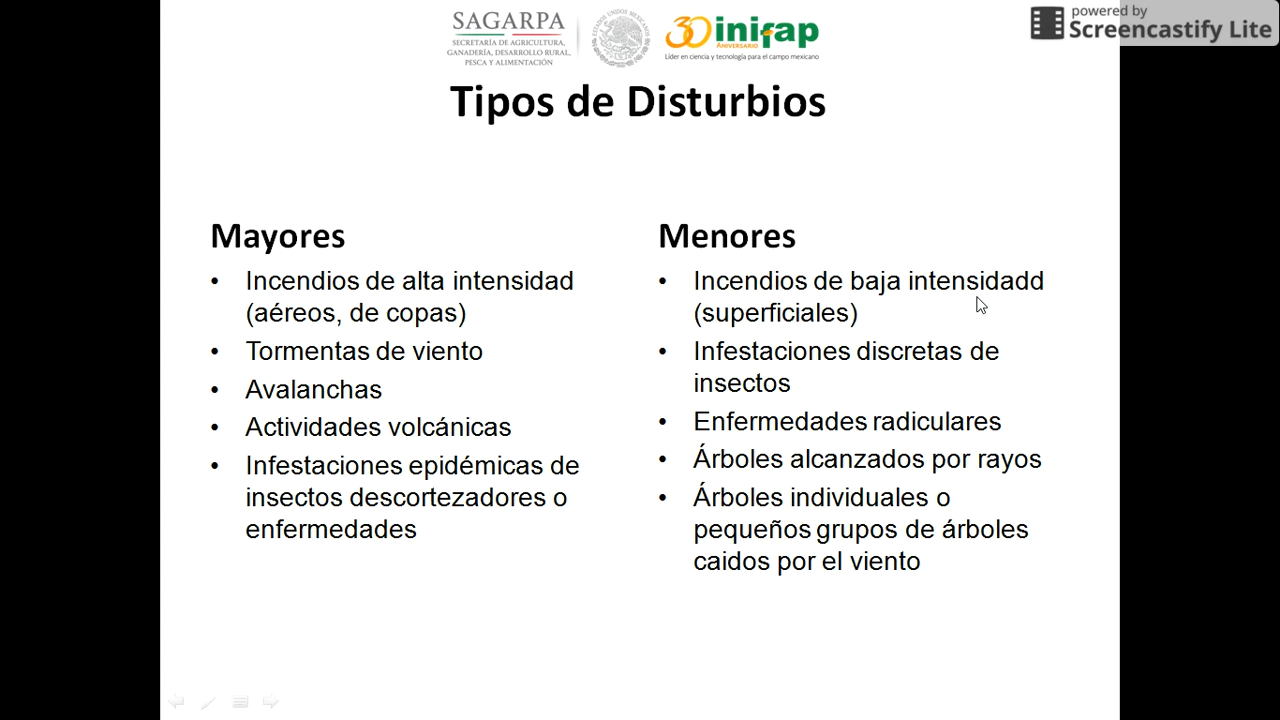 SAGARPA
SECRETARÍA DE AGRICULTURA,
GANADERÍA, DESARROLLO RURAL,
PESCA Y ALIMENTACIÓN
ESTADOS UNIDOS MEXICANOS
30 inifap
ANIVERSARIO
Líder en ciencia y tecnología para el campo mexicano
powered by
Screencastify Lite
Tipos de Disturbios
Mayores
• Incendios de alta intensidad
(aéreos, de copas)
• Tormentas de viento
• Avalanchas
• Actividades volcánicas
• Infestaciones epidémicas de
insectos descortezadores o
enfermedades
Menores
• Incendios de baja intensidadd
(superficiales)
• Infestaciones discretas de
insectos
• Enfermedades radiculares
• Árboles alcanzados por rayos
• Árboles individuales o
pequeños grupos de árboles
caidos por el viento